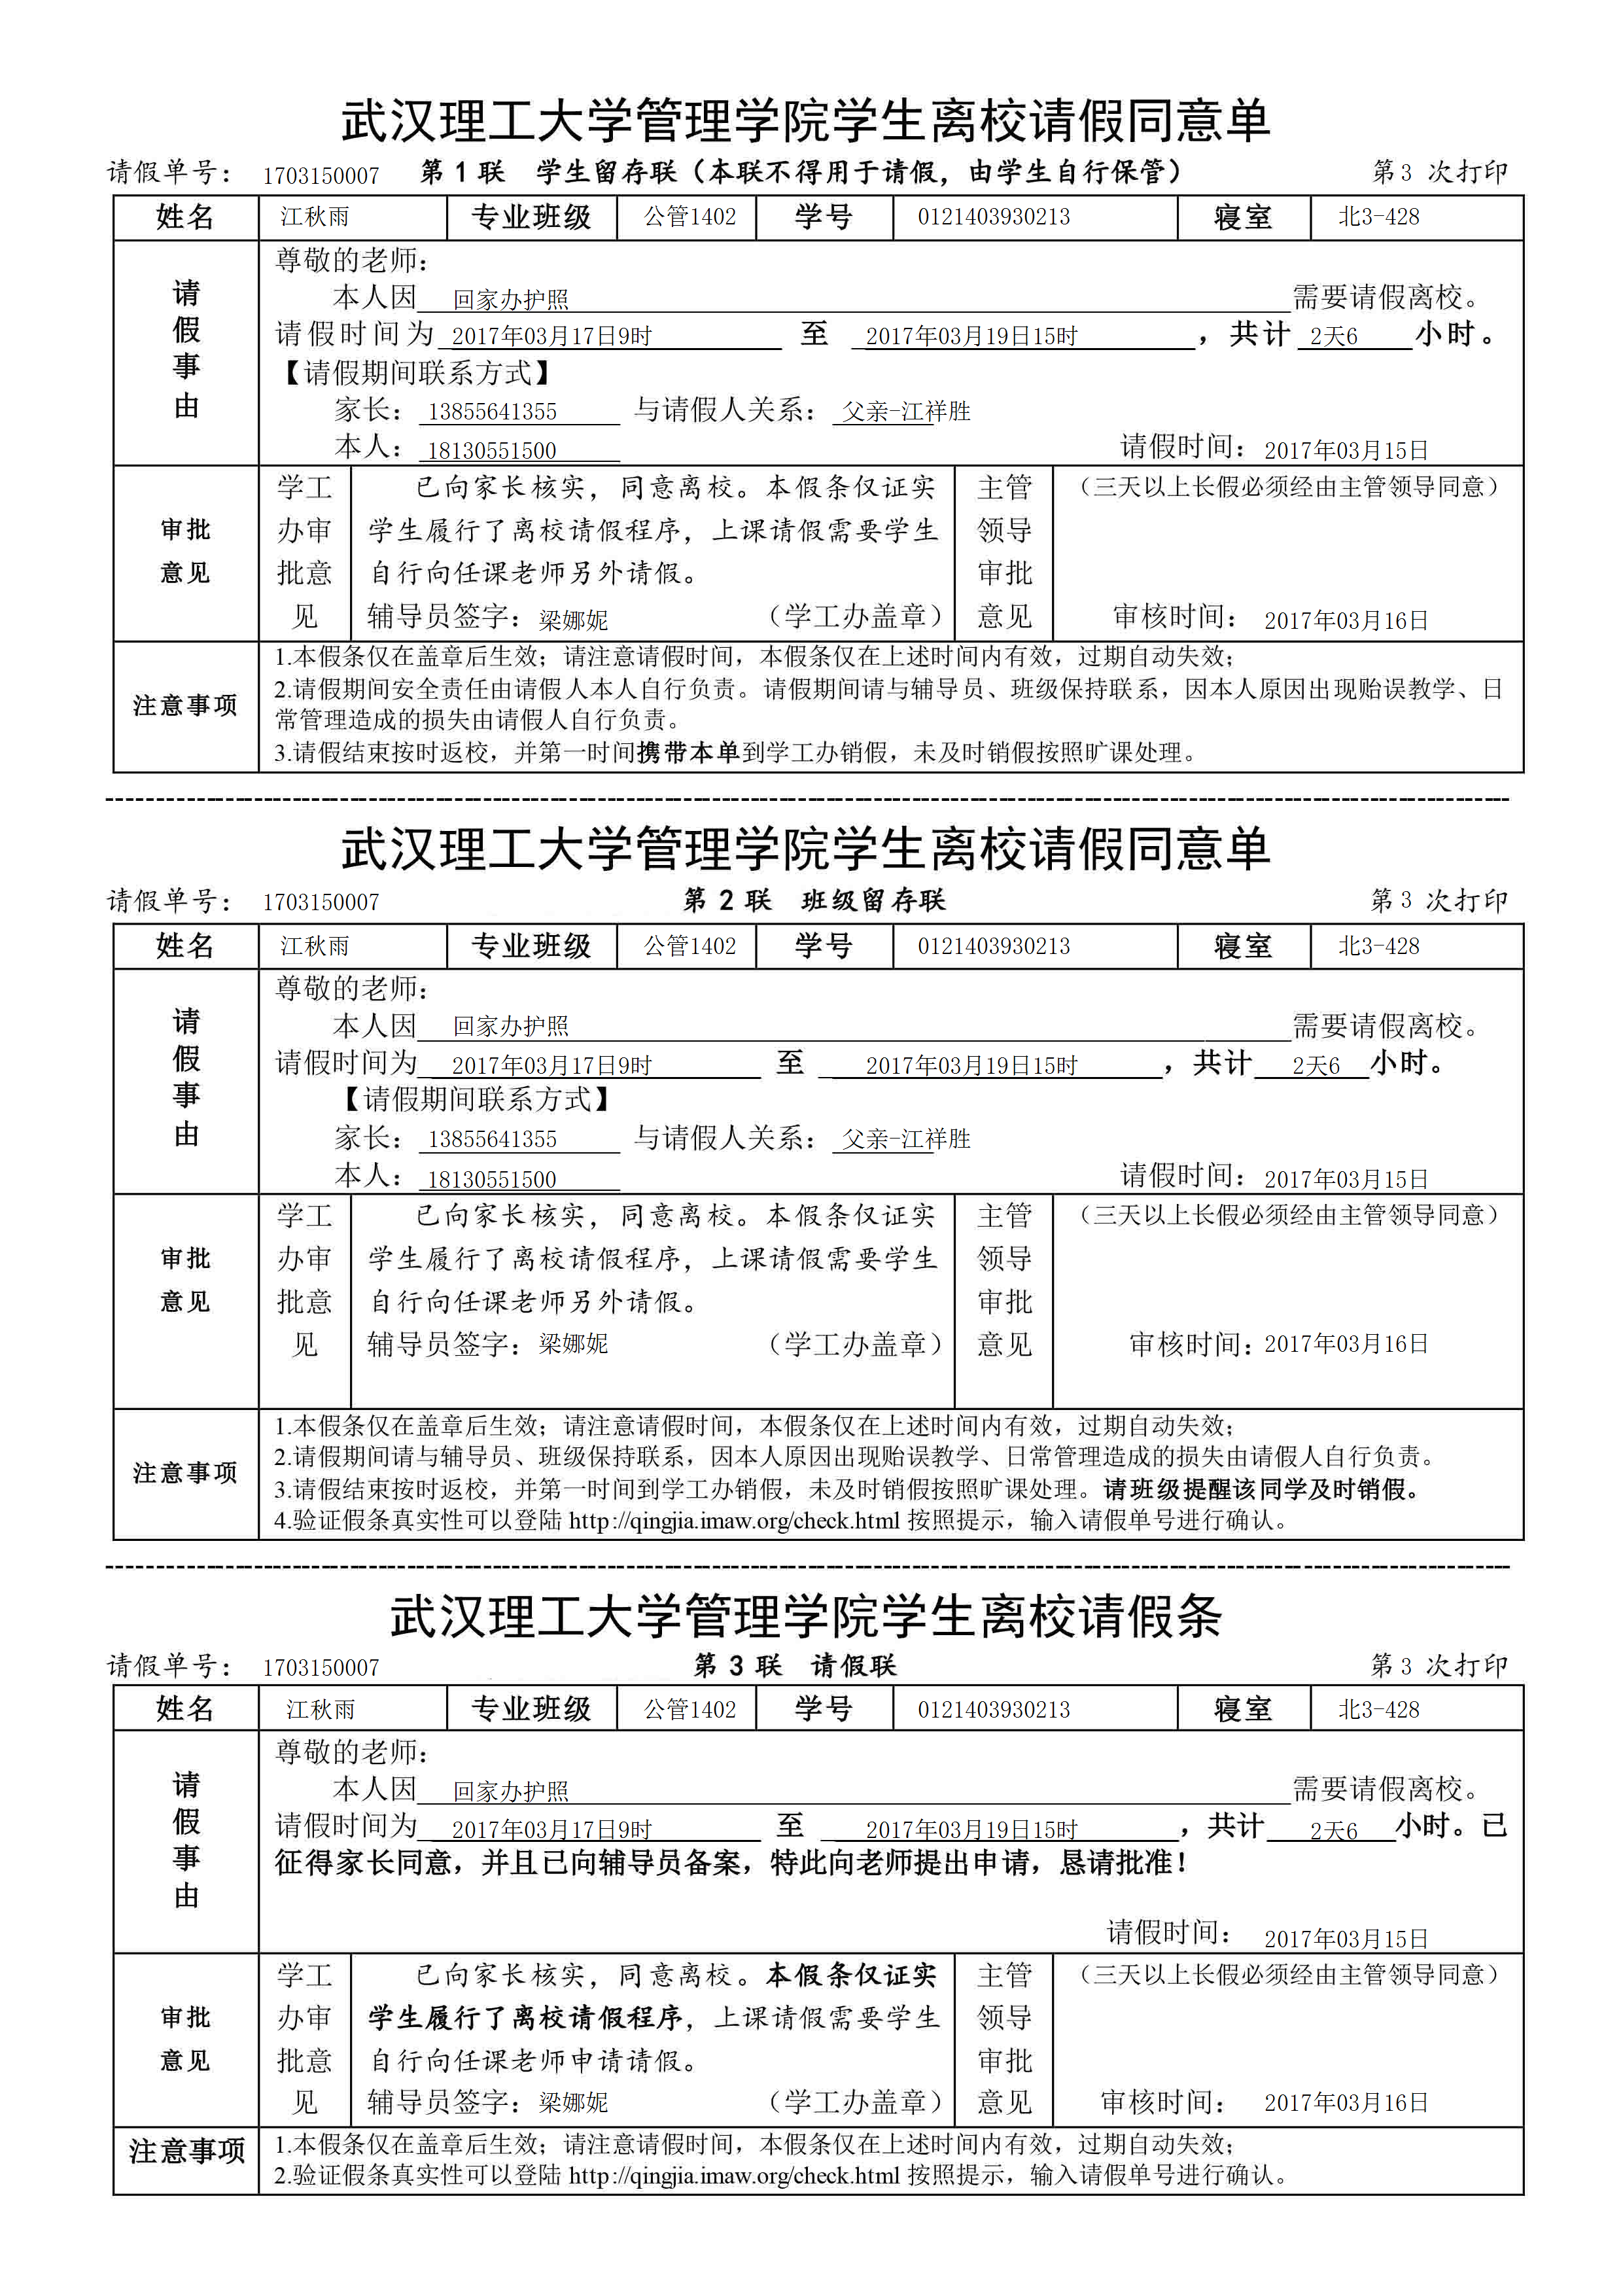 武汉理工大学管理学院学生离校请假同意单
请假单号： 1703150007 第 1 联 学生留存联（本联不得用于请假，由学生自行保管） 第 3 次打印
姓名 江秋雨 专业班级 公管1402 学号 0121403930213 寝室 北3-428
请假事由
尊敬的老师：
本人因 回家办护照 需要请假离校。
请假时间为 2017年03月17日9时 至 2017年03月19日15时 ，共计 2天6 小时。
【请假期间联系方式】
家长： 13855641355 与请假人关系： 父亲-江祥胜
本人： 18130551500 请假时间： 2017年03月15日
审批意见
学工办审批意见
已向家长核实，同意离校。本假条仅证实
学生履行了离校请假程序，上课请假需要学生
自行向任课老师另外请假。
辅导员签字： 梁娜妮 （学工办盖章）
主管领导审批意见
（三天以上长假必须经由主管领导同意）
审核时间： 2017年03月16日
注意事项
1.本假条仅在盖章后生效；请注意请假时间，本假条仅在上述时间内有效，过期自动失效；
2.请假期间安全责任由请假人本人自行负责。请假期间请与辅导员、班级保持联系，因本人原因出现贻误教学、日
常管理造成的损失由请假人自行负责。
3.请假结束按时返校，并第一时间携带本单到学工办销假，未及时销假按照旷课处理。
武汉理工大学管理学院学生离校请假同意单
请假单号： 1703150007 第 2 联 班级留存联 第 3 次打印
姓名 江秋雨 专业班级 公管1402 学号 0121403930213 寝室 北3-428
请假事由
尊敬的老师：
本人因 回家办护照 需要请假离校。
请假时间为 2017年03月17日9时 至 2017年03月19日15时 ，共计 2天6 小时。
【请假期间联系方式】
家长： 13855641355 与请假人关系： 父亲-江祥胜
本人： 18130551500 请假时间： 2017年03月15日
审批意见
学工办审批意见
已向家长核实，同意离校。本假条仅证实
学生履行了离校请假程序，上课请假需要学生
自行向任课老师另外请假。
辅导员签字： 梁娜妮 （学工办盖章）
主管领导审批意见
（三天以上长假必须经由主管领导同意）
审核时间： 2017年03月16日
注意事项
1.本假条仅在盖章后生效；请注意请假时间，本假条仅在上述时间内有效，过期自动失效；
2.请假期间请与辅导员、班级保持联系，因本人原因出现贻误教学、日常管理造成的损失由请假人自行负责。
3.请假结束按时返校，并第一时间到学工办销假，未及时销假按照旷课处理。请班级提醒该同学及时销假。
4.验证假条真实性可以登陆 http://qingjia.imaw.org/check.html 按照提示，输入请假单号进行确认。
武汉理工大学管理学院学生离校请假条
请假单号： 1703150007 第 3 联 请假联 第 3 次打印
姓名 江秋雨 专业班级 公管1402 学号 0121403930213 寝室 北3-428
请假事由
尊敬的老师：
本人因 回家办护照 需要请假离校。
请假时间为 2017年03月17日9时 至 2017年03月19日15时 ，共计 2天6 小时。已
征得家长同意，并且已向辅导员备案，特此向老师提出申请，恳请批准！
请假时间： 2017年03月15日
审批意见
学工办审批意见
已向家长核实，同意离校。本假条仅证实
学生履行了离校请假程序，上课请假需要学生
自行向任课老师申请请假。
辅导员签字： 梁娜妮 （学工办盖章）
主管领导审批意见
（三天以上长假必须经由主管领导同意）
审核时间： 2017年03月16日
注意事项
1.本假条仅在盖章后生效；请注意请假时间，本假条仅在上述时间内有效，过期自动失效；
2.验证假条真实性可以登陆 http://qingjia.imaw.org/check.html 按照提示，输入请假单号进行确认。